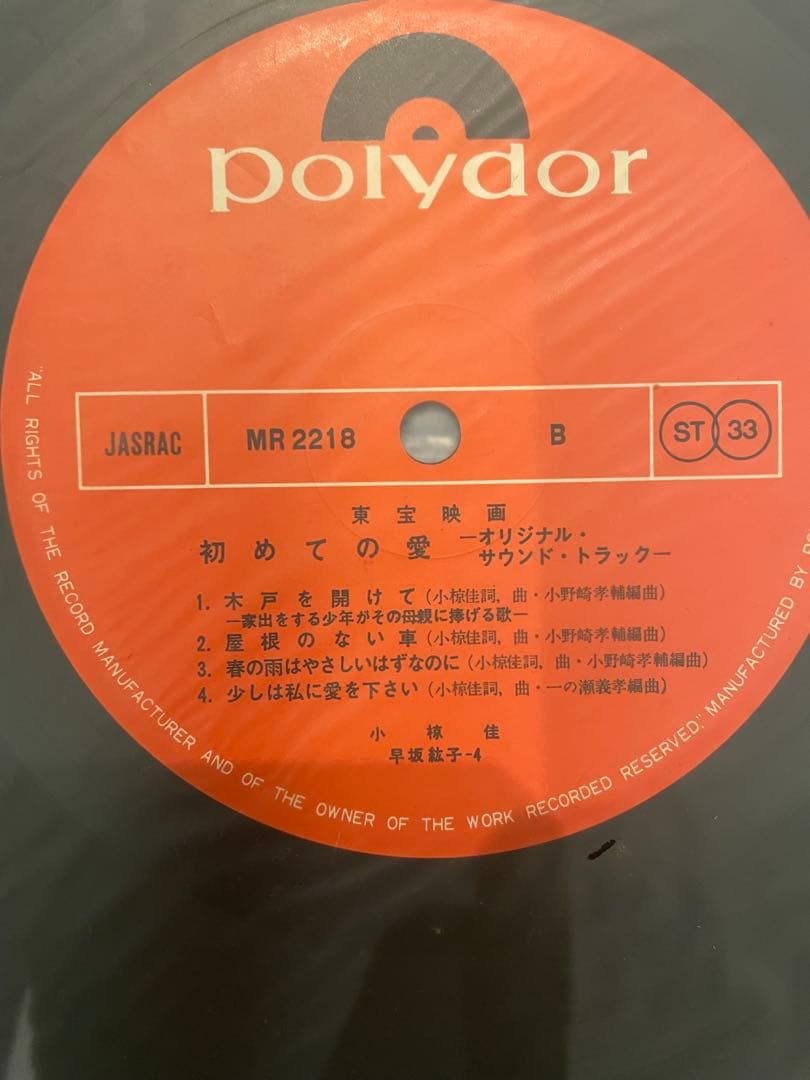 polydor
JASRAC
MR 2218
B
ST 33
東宝映画
初めての愛 —オリジナル・
サウンド・トラック—
1. 木戸を開けて (小椋佳詞, 曲・小野崎孝輔編曲)
—家出をする少年がその母親に捧げる歌—
2. 屋根のない車 (小椋佳詞, 曲・小野崎孝輔編曲)
3. 春の雨はやさしいはずなのに (小椋佳詞, 曲・小野崎孝輔編曲)
4. 少しは私に愛を下さい (小椋佳詞, 曲・一の瀬義孝編曲)
小椋佳
早坂紘子-4
"ALL RIGHTS OF THE RECORD MANUFACTURER AND OF THE OWNER OF THE WORK RECORDED RESERVED." MANUFACTURED BY